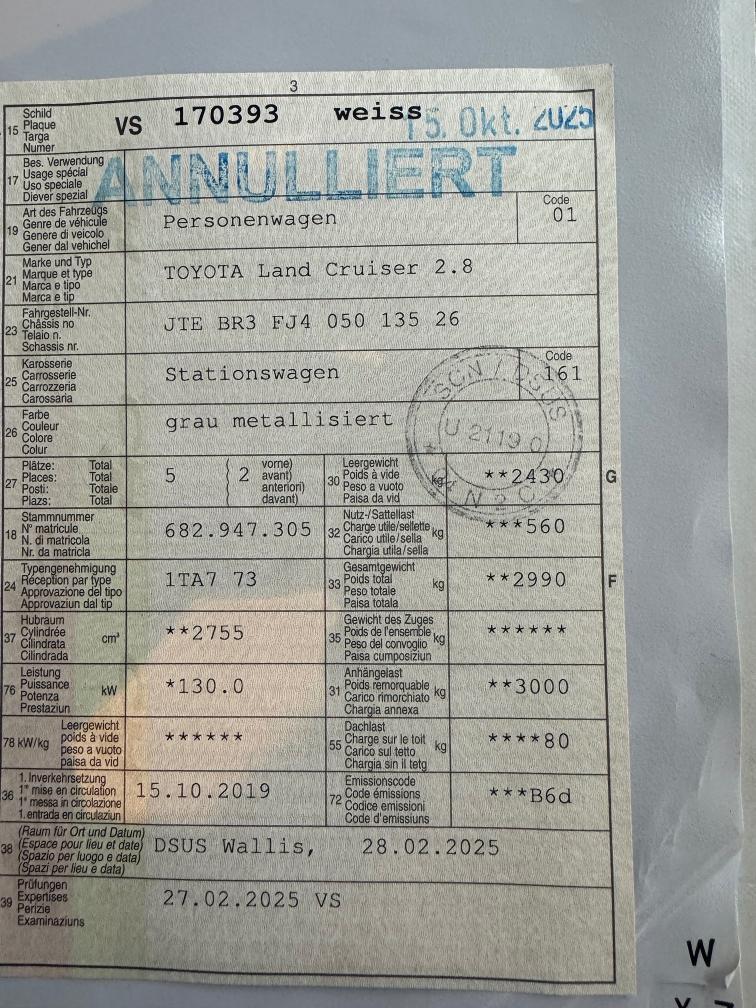 3
15 Schild
Plaque
Targa
Numer
VS 170393 weiss
15. Okt. 2025
17 Bes. Verwendung
Usage spécial
Uso speciale
Diever spezial
ANNULLIERT
19 Art des Fahrzeugs
Genre de véhicule
Genere di veicolo
Gener dal vehichel
Personenwagen
Code
01
21 Marke und Typ
Marque et type
Marca e tipo
Marca e tip
TOYOTA Land Cruiser 2.8
23 Fahrgestell-Nr.
Châssis no
Telaio n.
Schassis nr.
JTE BR3 FJ4 050 135 26
25 Karosserie
Carrosserie
Carrozzeria
Carossaria
Stationswagen
Code
161
26 Farbe
Couleur
Colore
Colur
grau metallisiert
SCN / DSUS
U 21190
27 Plätze: Total
Places: Total
Posti: Totale
Plazs: Total
5 ( 2 vorne)
avant)
anteriori)
davant)
30 Leergewicht
Poids à vide
Peso a vuoto
Paisa da vid
kg
**2430 G
18 Stammnummer
N° matricule
N. di matricola
Nr. da matricla
682.947.305
32 Nutz-/Sattellast
Charge utile/sellette
Carico utile/sella
Chargia utila/sella
kg
***560
24 Typengenehmigung
Réception par type
Approvazione del tipo
Approvaziun dal tip
1TA7 73
33 Gesamtgewicht
Poids total
Peso totale
Paisa totala
kg
**2990 F
37 Hubraum
Cylindrée
Cilindrata
Cilindrada
cm³
**2755
35 Gewicht des Zuges
Poids de l'ensemble
Peso del convoglio
Paisa cumposiziun
kg
******
76 Leistung
Puissance
Potenza
Prestaziun
kW
*130.0
31 Anhängelast
Poids remorquable
Carico rimorchiato
Chargia annexa
kg
**3000
78 kW/kg Leergewicht
poids à vide
peso a vuoto
paisa da vid
******
55 Dachlast
Charge sur le toit
Carico sul tetto
Chargia sin il tetg
kg
****80
36 1. Inverkehrsetzung
1re mise en circulation
1a messa in circolazione
1. entrada en circulaziun
15.10.2019
72 Emissionscode
Code émissions
Codice emissioni
Code d'emissiuns
***B6d
38 (Raum für Ort und Datum)
(Espace pour lieu et date)
(Spazio per luogo e data)
(Spazi per lieu e data)
DSUS Wallis, 28.02.2025
39 Prüfungen
Expertises
Perizie
Examinaziuns
27.02.2025 VS
W